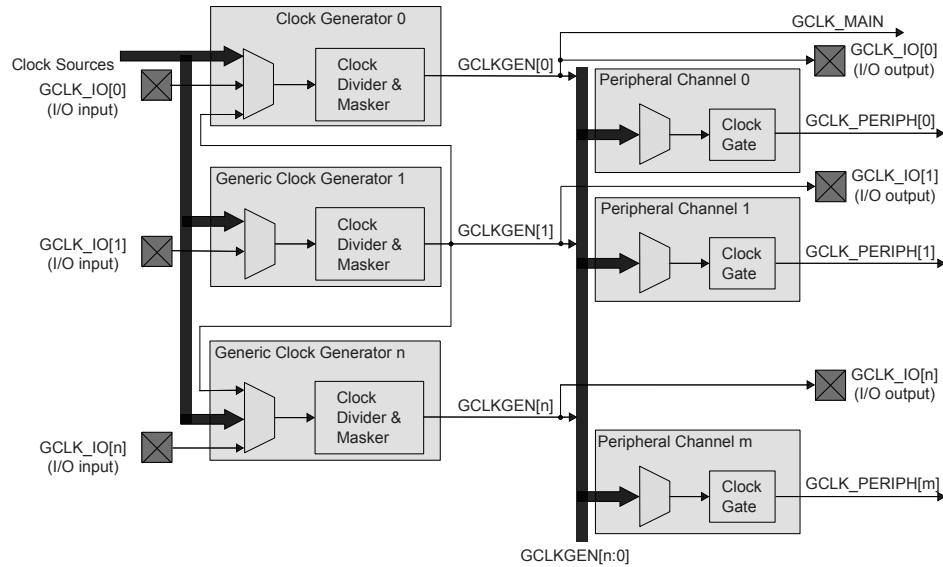 Clock Generator 0
Clock Sources
GCLK_IO[0]
(I/O input)
Clock
Divider &
Masker
GCLKGEN[0]
GCLK_MAIN
GCLK_IO[0]
(I/O output)
Peripheral Channel 0
Clock
Gate
GCLK_PERIPH[0]
Generic Clock Generator 1
GCLK_IO[1]
(I/O input)
Clock
Divider &
Masker
GCLKGEN[1]
GCLK_IO[1]
(I/O output)
Peripheral Channel 1
Clock
Gate
GCLK_PERIPH[1]
Generic Clock Generator n
GCLK_IO[n]
(I/O input)
Clock
Divider &
Masker
GCLKGEN[n]
GCLK_IO[n]
(I/O output)
Peripheral Channel m
Clock
Gate
GCLK_PERIPH[m]
GCLKGEN[n:0]